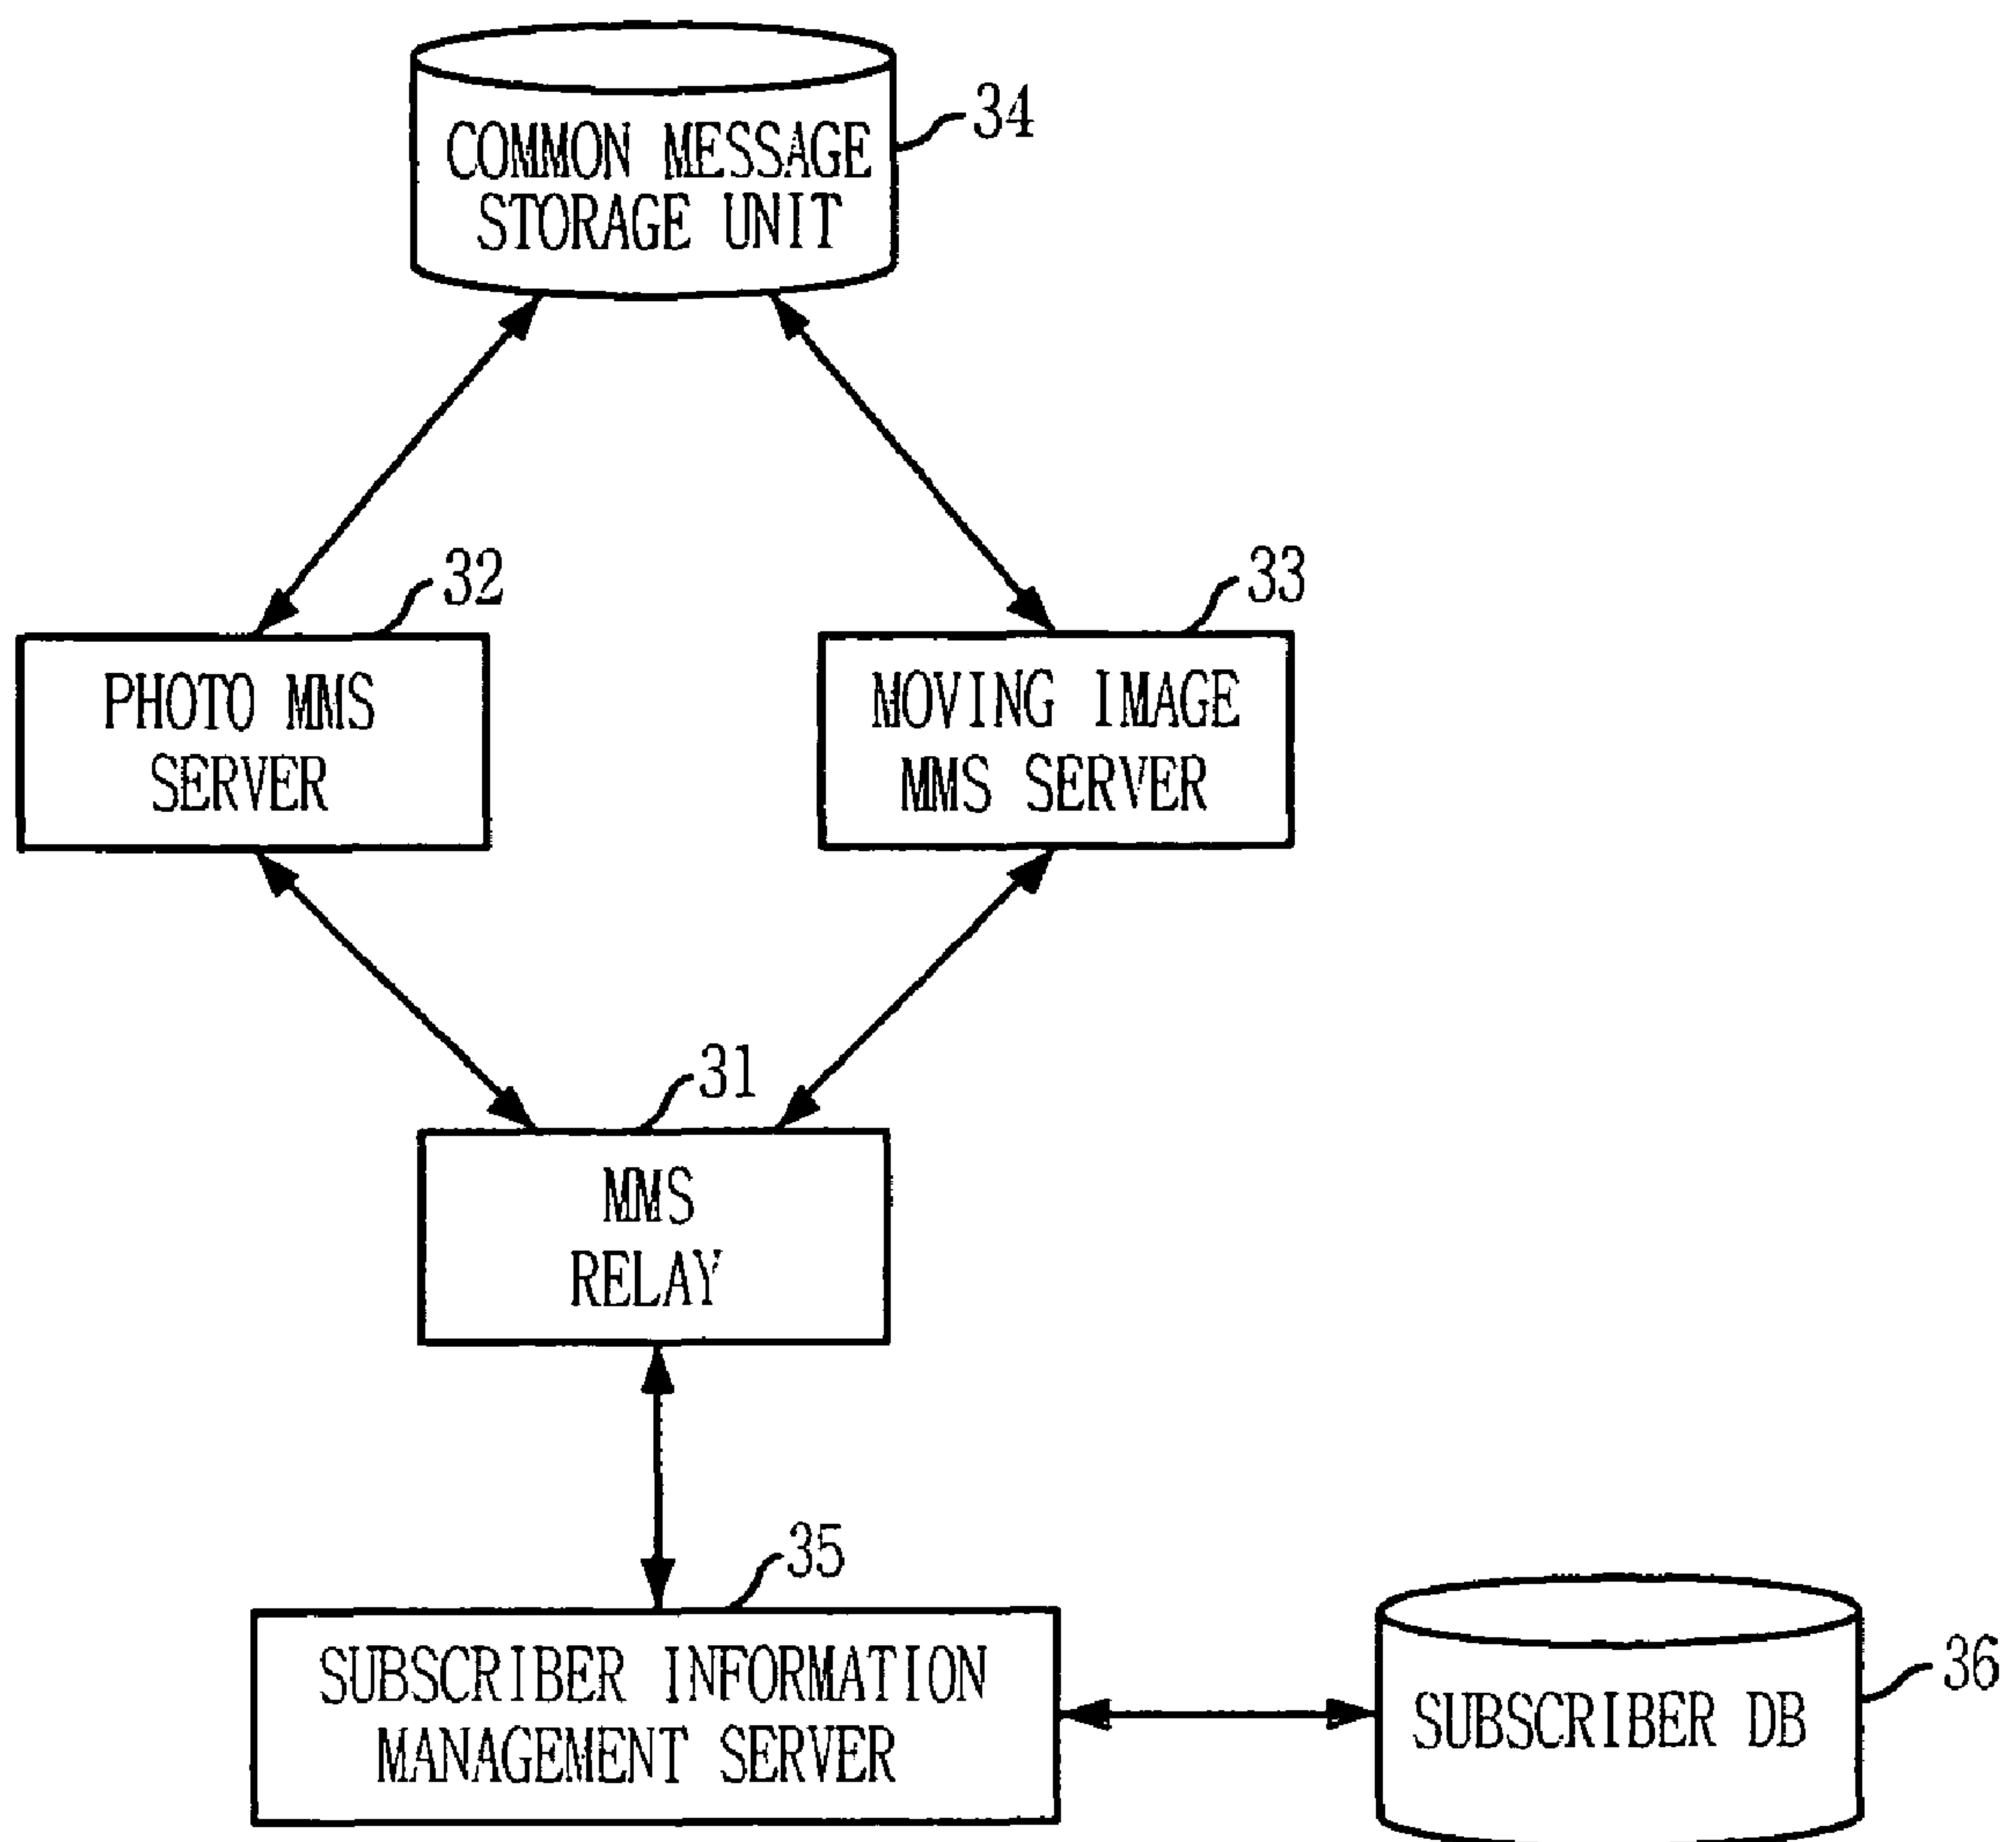 34
COMMON MESSAGE
STORAGE UNIT
32
33
PHOTO MMS
SERVER
MOVING IMAGE
MMS SERVER
31
MMS
RELAY
35
SUBSCRIBER INFORMATION
MANAGEMENT SERVER
36
SUBSCRIBER DB